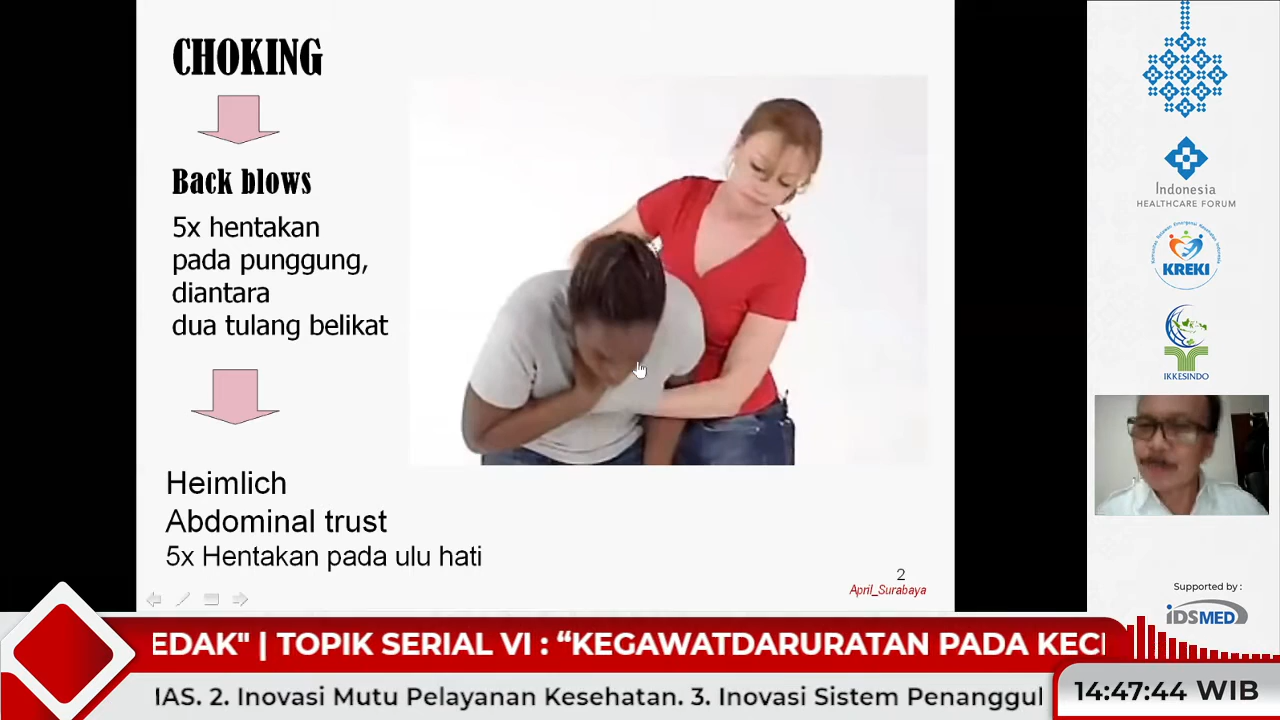 CHOKING
Back blows
5x hentakan
pada punggung,
diantara
dua tulang belikat
Heimlich
Abdominal trust
5x Hentakan pada ulu hati
2
April_Surabaya
Indonesia
HEALTHCARE FORUM
KREKI
IKKESINDO
Supported by :
iDSMED
EDAK" | TOPIK SERIAL VI : “KEGAWATDARURATAN PADA KECI
IAS. 2. Inovasi Mutu Pelayanan Kesehatan. 3. Inovasi Sistem Penanggul
14:47:44 WIB